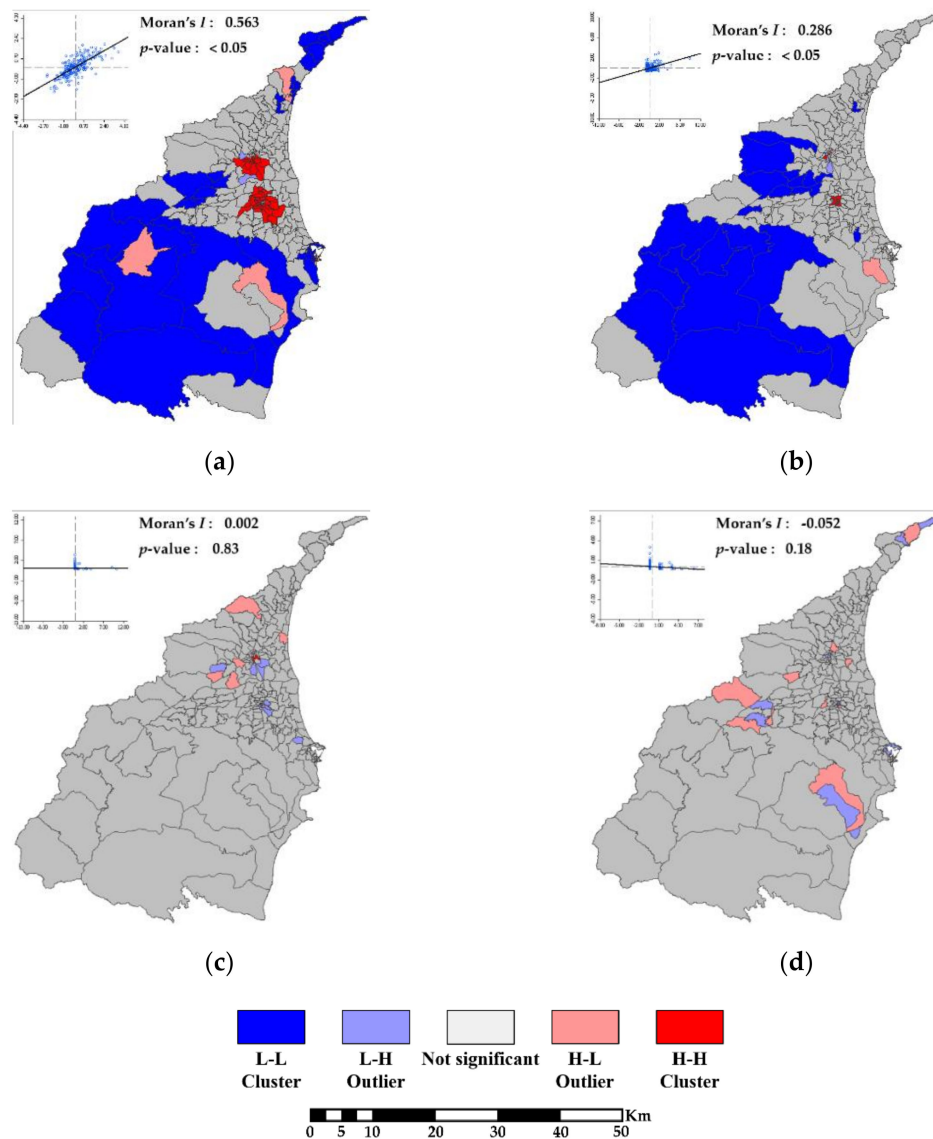 Moran's I : 0.563
p-value : < 0.05
Moran's I : 0.286
p-value : < 0.05
(a)
(b)
Moran's I : 0.002
p-value : 0.83
Moran's I : -0.052
p-value : 0.18
(c)
(d)
L-L L-H Not significant H-L H-H
Cluster Outlier Outlier Cluster
Km
0 5 10 20 30 40 50